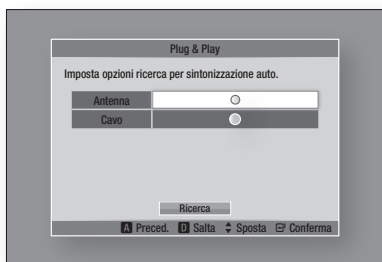 Plug & Play
Imposta opzioni ricerca per sintonizzazione auto.
Antenna
Cavo
Ricerca
A Preced. D Salta Sposta Conferma